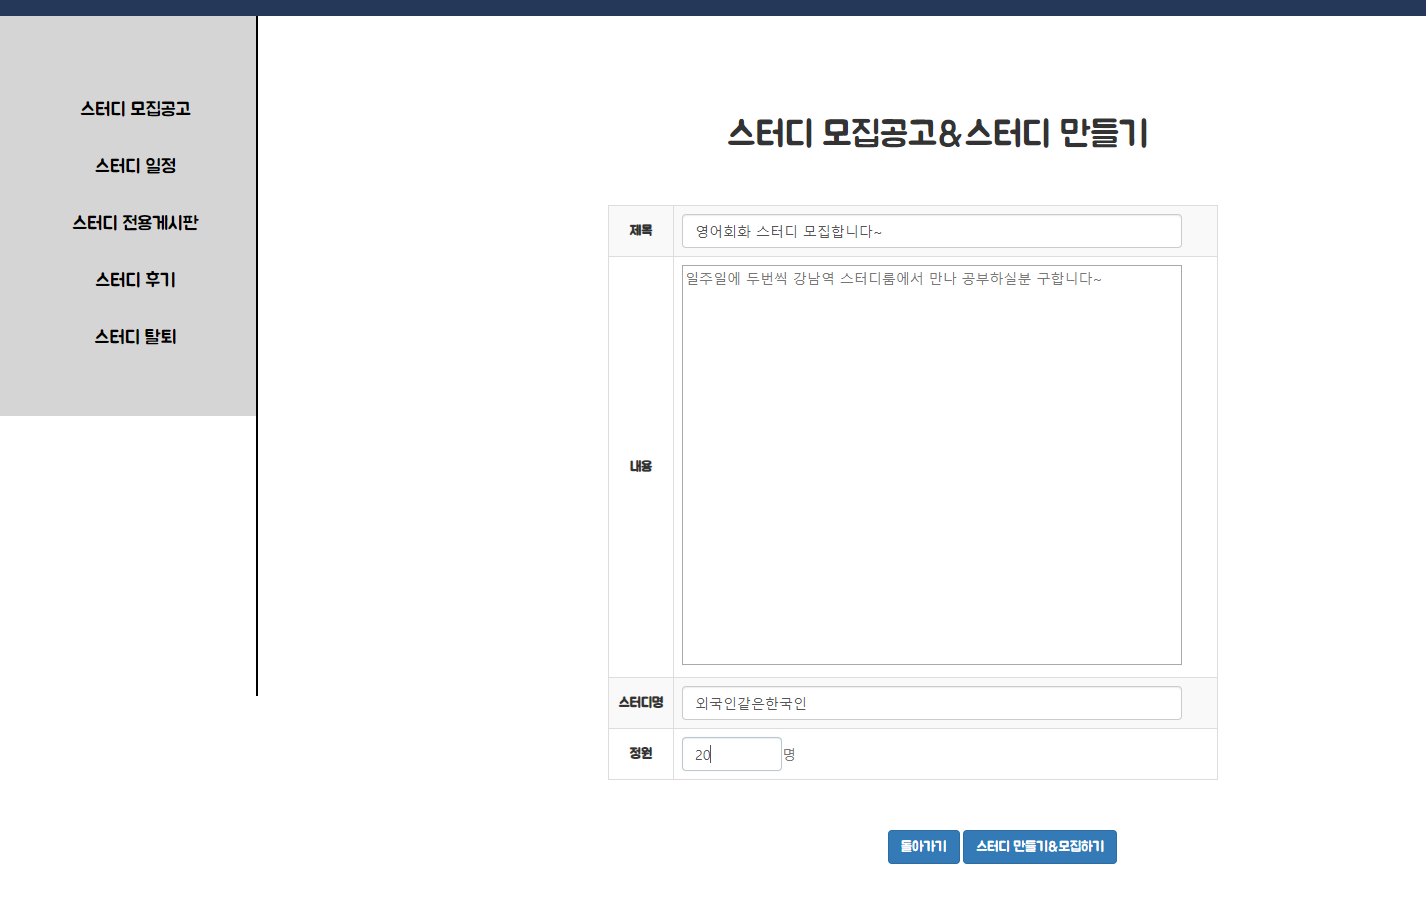 스터디 모집공고
스터디 일정
스터디 전용게시판
스터디 후기
스터디 탈퇴
스터디 모집공고&스터디 만들기
제목
영어회화 스터디 모집합니다~
내용
일주일에 두번씩 강남역 스터디룸에서 만나 공부하실분 구합니다~
스터디명
외국인같은한국인
정원
20 명
돌아가기
스터디 만들기&모집하기